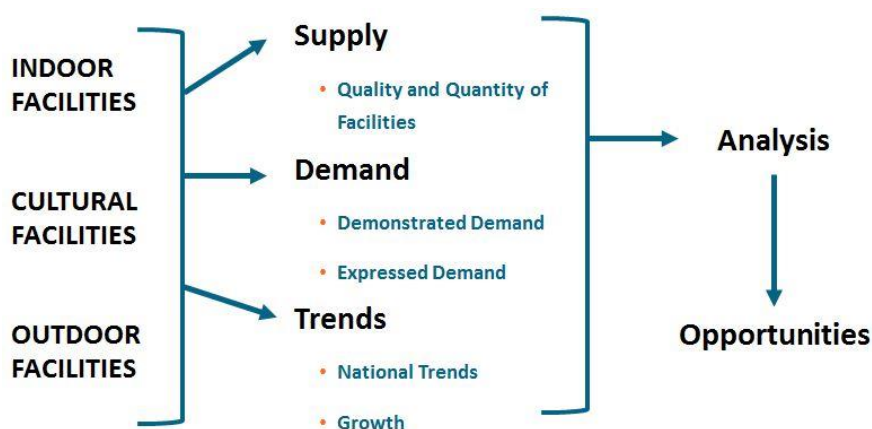 INDOOR
FACILITIES
CULTURAL
FACILITIES
OUTDOOR
FACILITIES
Supply
• Quality and Quantity of
Facilities
Demand
• Demonstrated Demand
• Expressed Demand
Trends
• National Trends
• Growth
Analysis
Opportunities